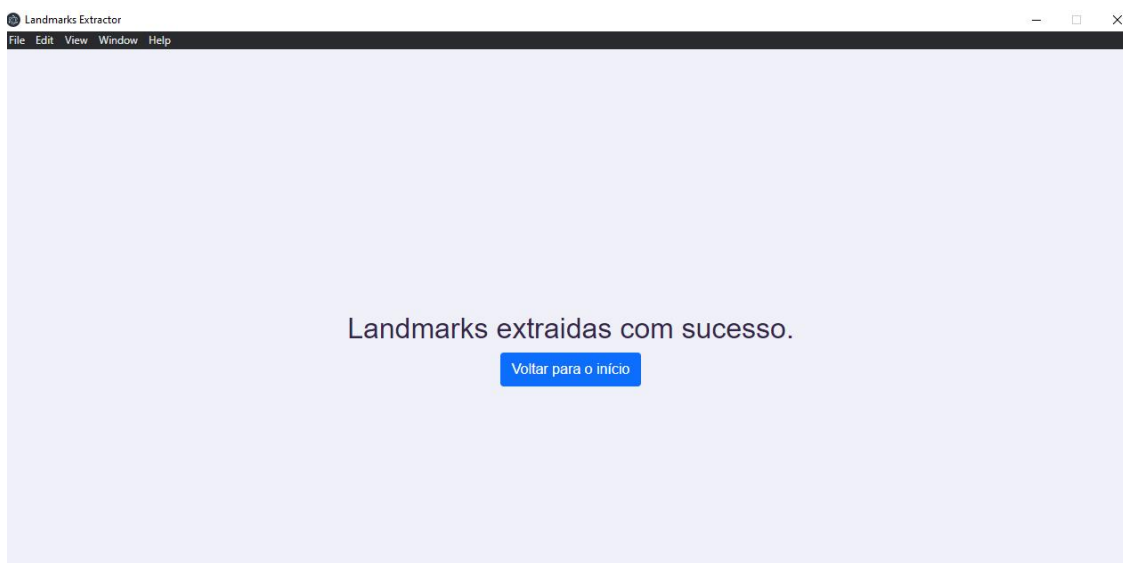 Landmarks Extractor
File Edit View Window Help
Landmarks extraidas com sucesso.
Voltar para o início